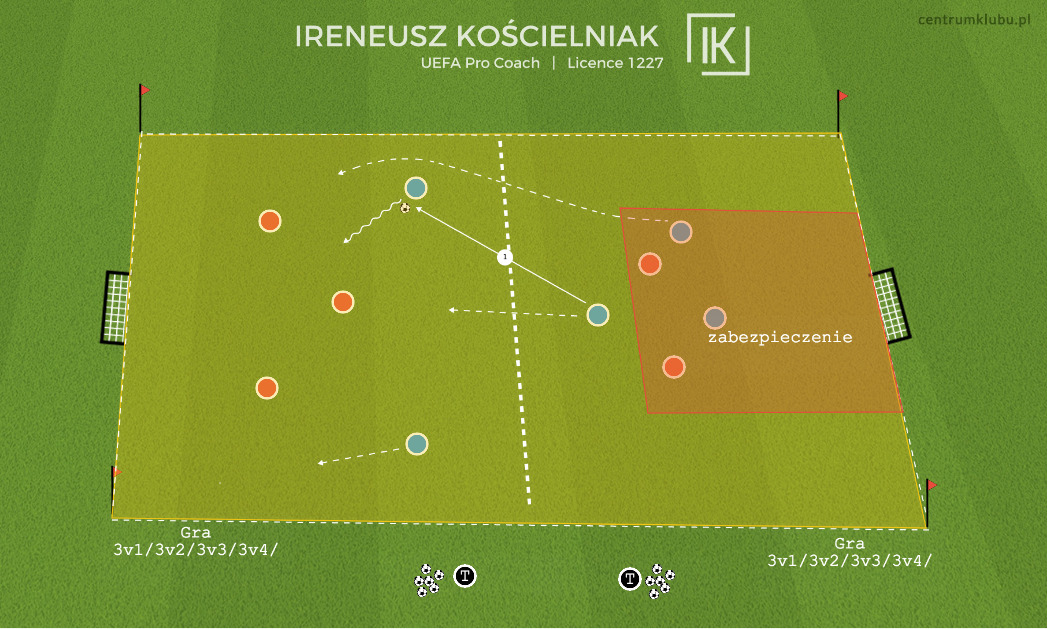 centrumklubu.pl
IRENEUSZ KOŚCIELNIAK
IK
UEFA Pro Coach | Licence 1227
1
zabezpieczenie
Gra
3v1/3v2/3v3/3v4/
Gra
3v1/3v2/3v3/3v4/
T
T